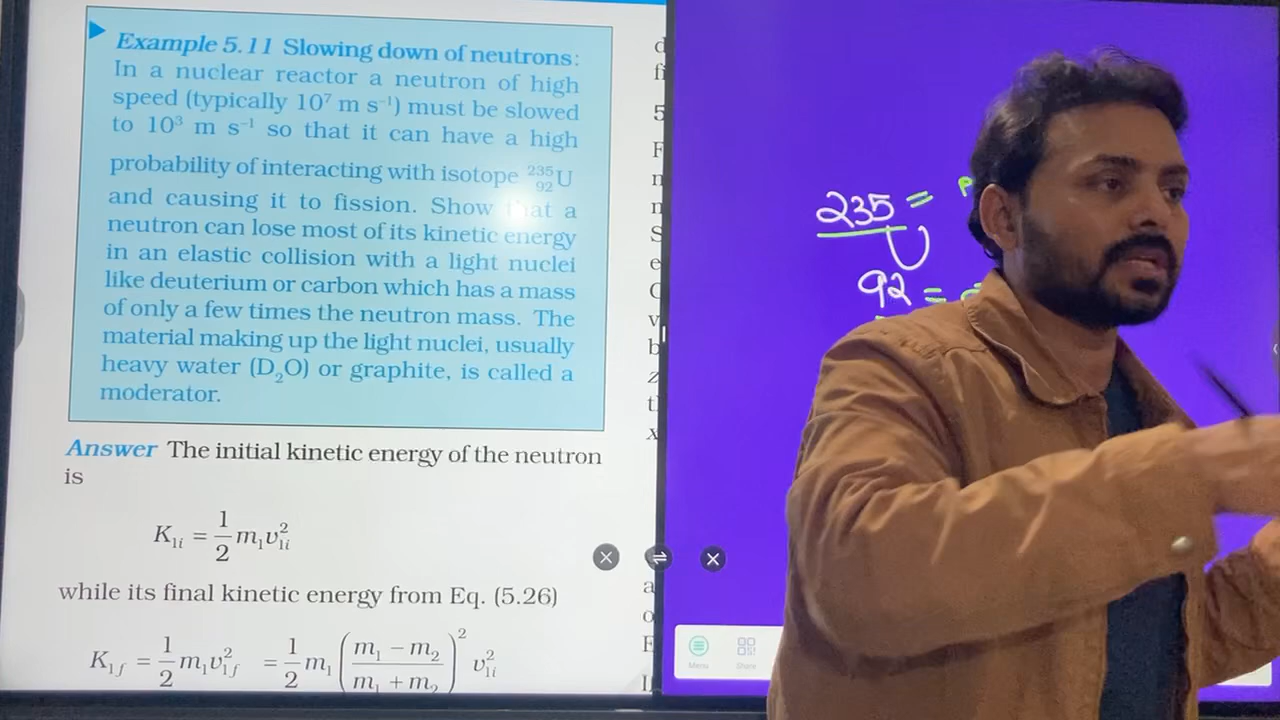 Example 5.11 Slowing down of neutrons:
In a nuclear reactor a neutron of high
speed (typically 10⁷ m s⁻¹) must be slowed
to 10³ m s⁻¹ so that it can have a high
probability of interacting with isotope ²³⁵₉₂U
and causing it to fission. Show that a
neutron can lose most of its kinetic energy
in an elastic collision with a light nuclei
like deuterium or carbon which has a mass
of only a few times the neutron mass. The
material making up the light nuclei, usually
heavy water (D₂O) or graphite, is called a
moderator.
Answer The initial kinetic energy of the neutron
is
K₁ᵢ = 1/2 m₁v₁ᵢ²
while its final kinetic energy from Eq. (5.26)
K₁f = 1/2 m₁v₁f² = 1/2 m₁ ((m₁ − m₂)/(m₁ + m₂))² v₁ᵢ²
235 =
U
92 =
Menu
Share